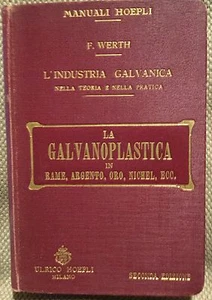 MANUALI HOEPLI
F. WERTH
L'INDUSTRIA GALVANICA
NELLA TEORIA E NELLA PRATICA
LA
GALVANOPLASTICA
IN
RAME, ARGENTO, ORO, NICHEL, ECC.
ULRICO HOEPLI
MILANO
SECONDA EDIZIONE